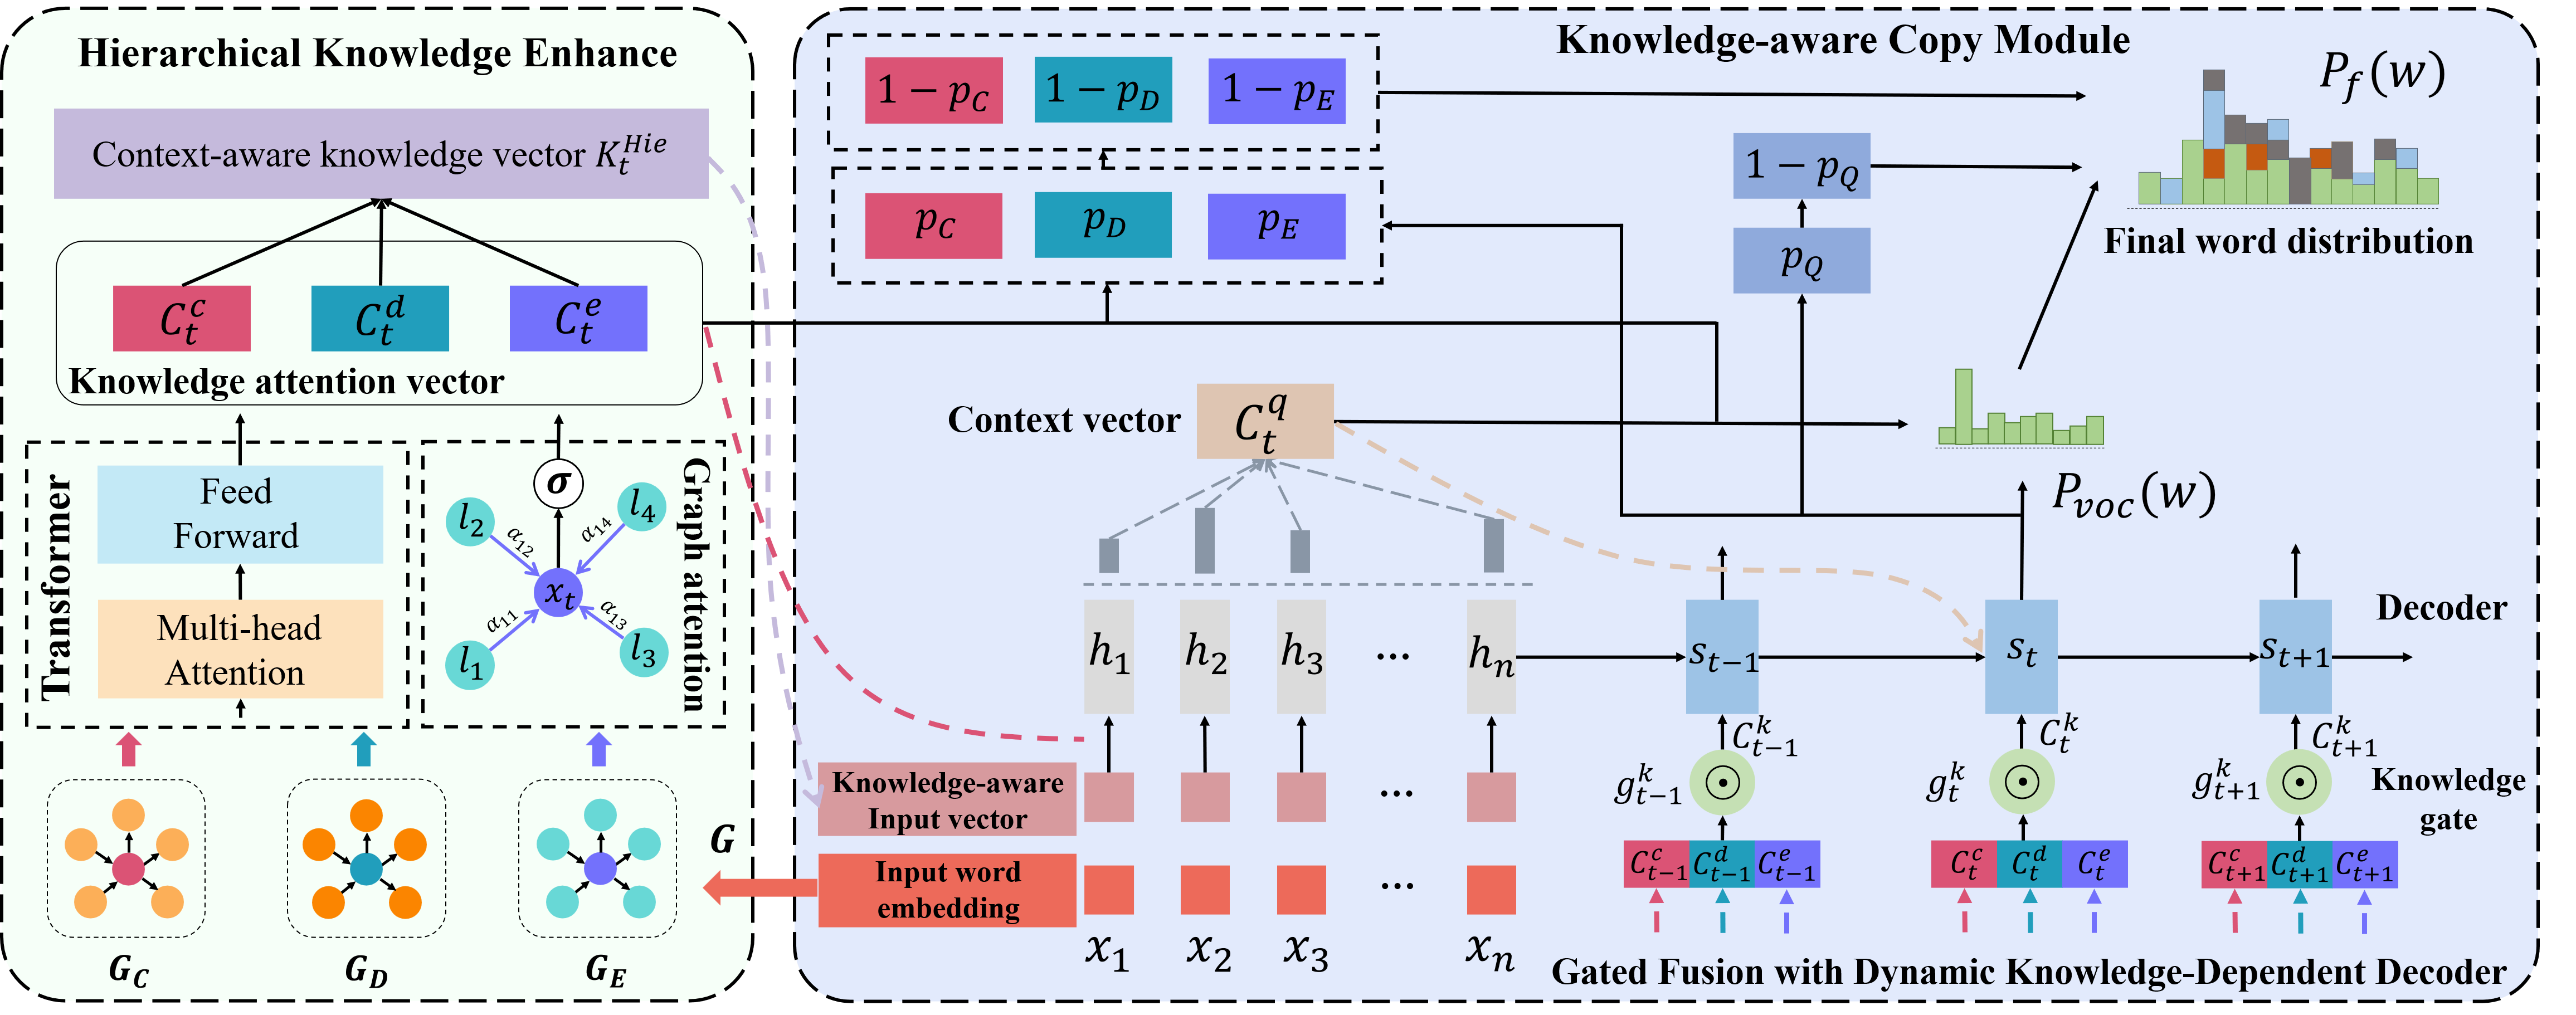 Hierarchical Knowledge Enhance
Context-aware knowledge vector K_t^{Hie}
C_t^c C_t^d C_t^e
Knowledge attention vector
Transformer
Feed
Forward
Multi-head
Attention
Graph attention
σ
l_2 α_{12} α_{14} l_4
x_t
l_1 α_{11} α_{13} l_3
G_C G_D G_E
G
Knowledge-aware Copy Module
1 − p_C 1 − p_D 1 − p_E
p_C p_D p_E
1 − p_Q
p_Q
P_f(w)
Final word distribution
Context vector C_t^q
P_{voc}(w)
h_1 h_2 h_3 ... h_n
s_{t−1} s_t s_{t+1}
Decoder
Knowledge-aware
Input vector
...
Input word
embedding
...
x_1 x_2 x_3 x_n
C_{t−1}^k C_t^k C_{t+1}^k
g_{t−1}^k g_t^k g_{t+1}^k
Knowledge
gate
C_{t−1}^c C_{t−1}^d C_{t−1}^e C_t^c C_t^d C_t^e C_{t+1}^c C_{t+1}^d C_{t+1}^e
Gated Fusion with Dynamic Knowledge-Dependent Decoder